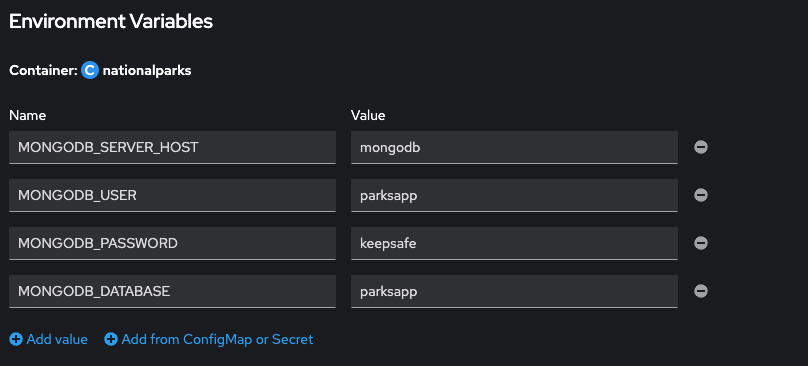 Environment Variables
Container: C nationalparks
Name Value
MONGODB_SERVER_HOST mongodb
MONGODB_USER parksapp
MONGODB_PASSWORD keepsafe
MONGODB_DATABASE parksapp
Add value Add from ConfigMap or Secret